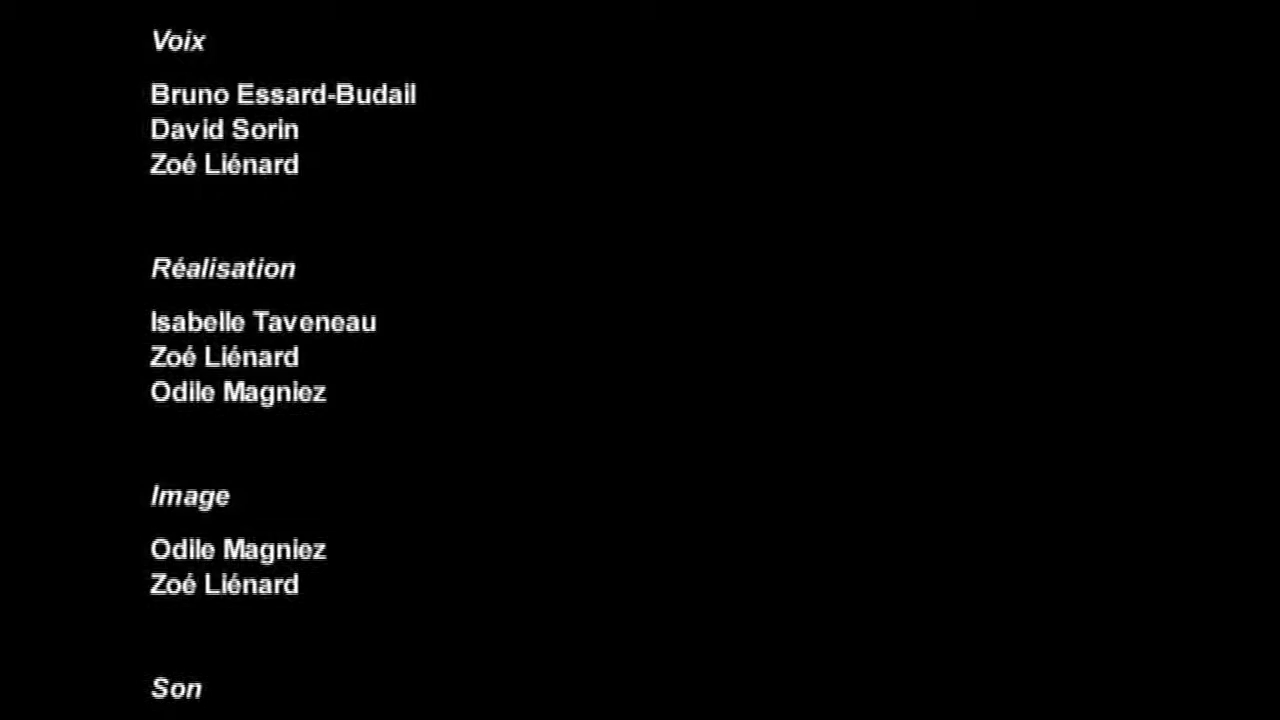 Voix
Bruno Essard-Budail
David Sorin
Zoé Liénard
Réalisation
Isabelle Taveneau
Zoé Liénard
Odile Magniez
Image
Odile Magniez
Zoé Liénard
Son